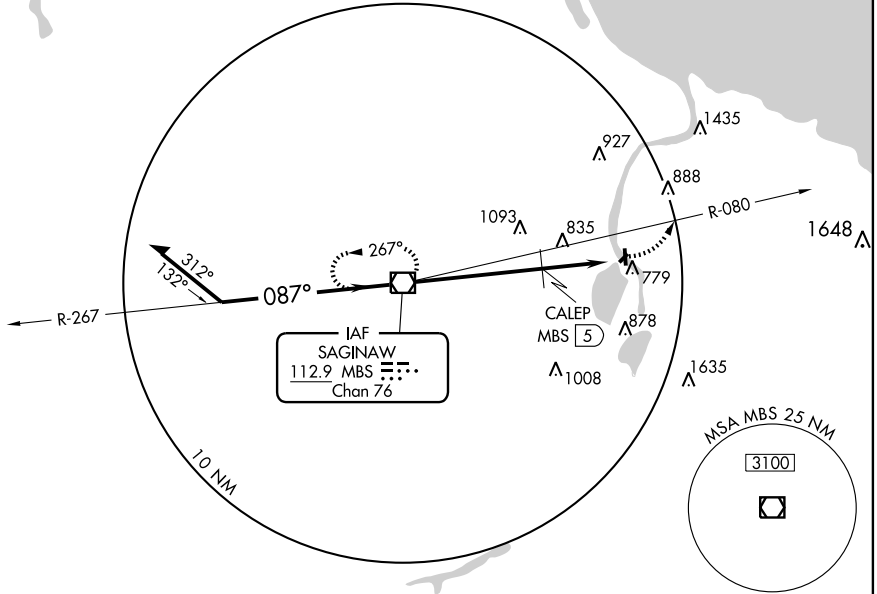 1435
927
888
R-080
1093
835
1648
267°
312°
132°
087°
779
R-267
CALEP
MBS 5
878
IAF
SAGINAW
112.9 MBS
Chan 76
1008
1635
10 NM
MSA MBS 25 NM
3100